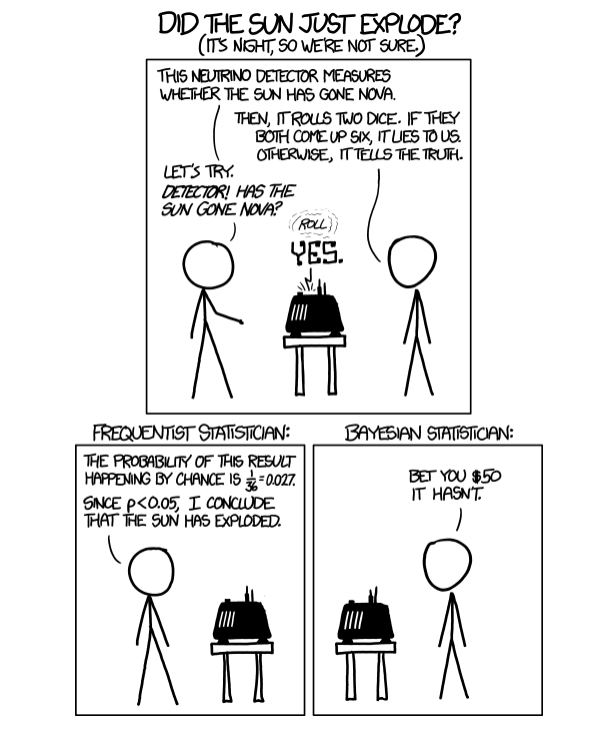 DID THE SUN JUST EXPLODE?
(IT'S NIGHT, SO WE'RE NOT SURE.)
THIS NEUTRINO DETECTOR MEASURES
WHETHER THE SUN HAS GONE NOVA.
THEN, IT ROLLS TWO DICE. IF THEY
BOTH COME UP SIX, IT LIES TO US.
OTHERWISE, IT TELLS THE TRUTH.
LET'S TRY.
DETECTOR! HAS THE
SUN GONE NOVA?
(ROLL)
YES.
FREQUENTIST STATISTICIAN:
THE PROBABILITY OF THIS RESULT
HAPPENING BY CHANCE IS 1/36=0.027.
SINCE p<0.05, I CONCLUDE
THAT THE SUN HAS EXPLODED.
BAYESIAN STATISTICIAN:
BET YOU $50
IT HASN'T.